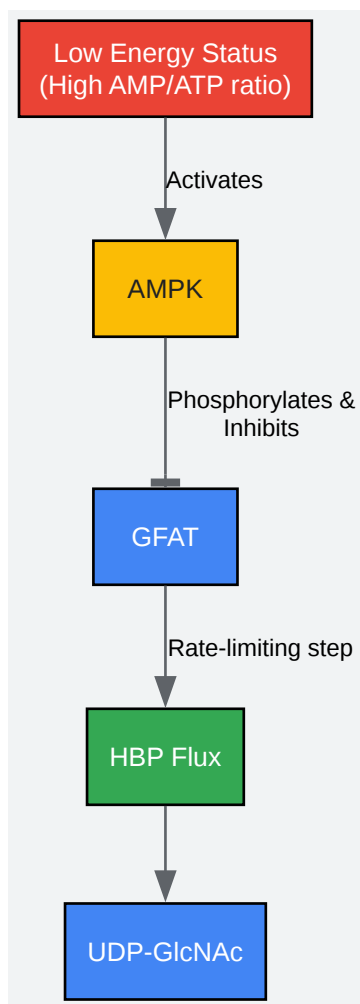 Low Energy Status
(High AMP/ATP ratio)
Activates
AMPK
Phosphorylates &
Inhibits
GFAT
Rate-limiting step
HBP Flux
UDP-GlcNAc